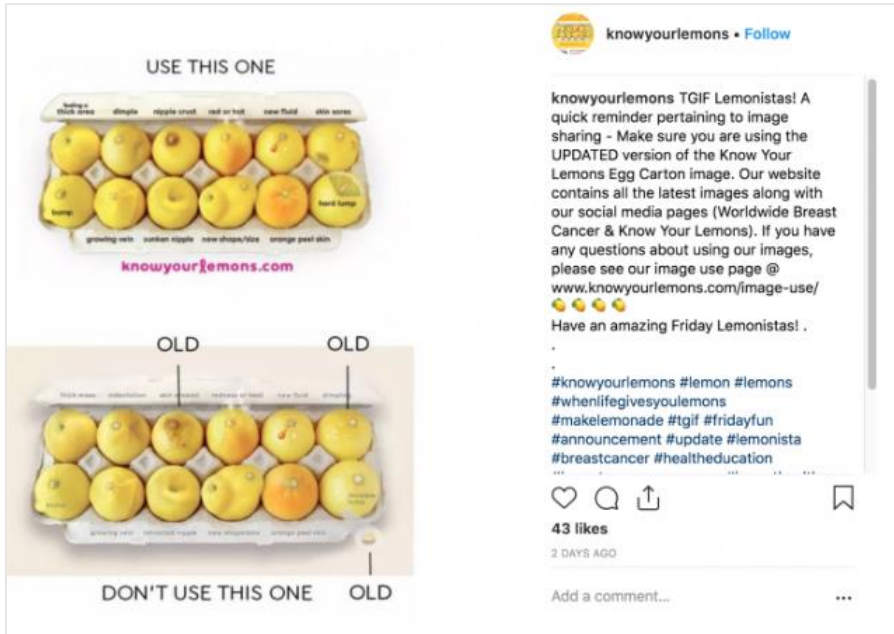 USE THIS ONE
feeling a
thick area dimple nipple crust red or hot new fluid skin sores
bump hard lump
growing vein sunken nipple new shape/size orange peel skin
knowyourlemons.com
OLD OLD
thick mass indentation skin erosion redness or heat new fluid dimpling
growing vein retracted nipple new shape/size orange peel skin
DON'T USE THIS ONE OLD
knowyourlemons • Follow
knowyourlemons TGIF Lemonistas! A
quick reminder pertaining to image
sharing - Make sure you are using the
UPDATED version of the Know Your
Lemons Egg Carton image. Our website
contains all the latest images along with
our social media pages (Worldwide Breast
Cancer & Know Your Lemons). If you have
any questions about using our images,
please see our image use page @
www.knowyourlemons.com/image-use/
🍋 🍋 🍋 🍋
Have an amazing Friday Lemonistas! .
.
.
#knowyourlemons #lemon #lemons
#whenlifegivesyoulemons
#makelemonade #tgif #fridayfun
#announcement #update #lemonista
#breastcancer #healtheducation
43 likes
2 DAYS AGO
Add a comment...